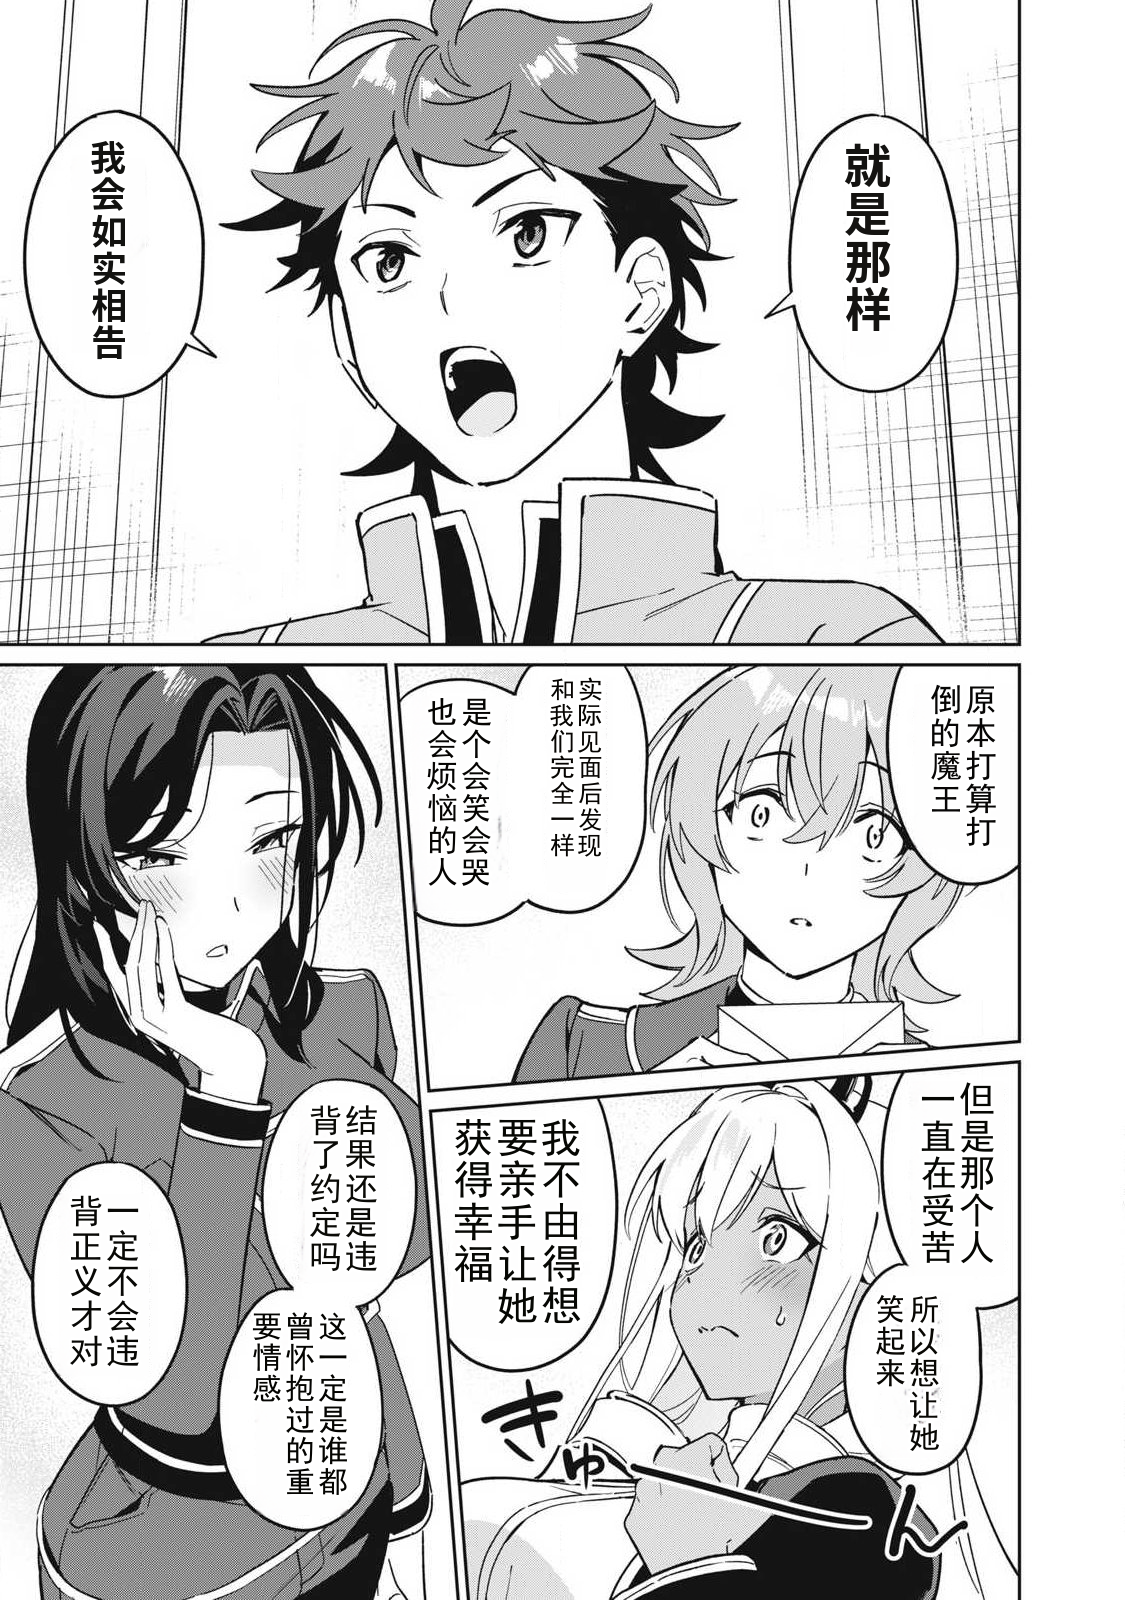 就是那样
我会如实相告
原本打算打
倒的魔王
实际见面后发现
和我们完全一样
是个会笑会哭
也会烦恼的人
但是那个人
一直在受苦
所以想让她
笑起来
我不由得想
要亲手让她
获得幸福
きゅーーん
结果还是违
背了约定吗
这一定是谁都
曾怀抱过的重
要情感
一定不会违
背正义才对